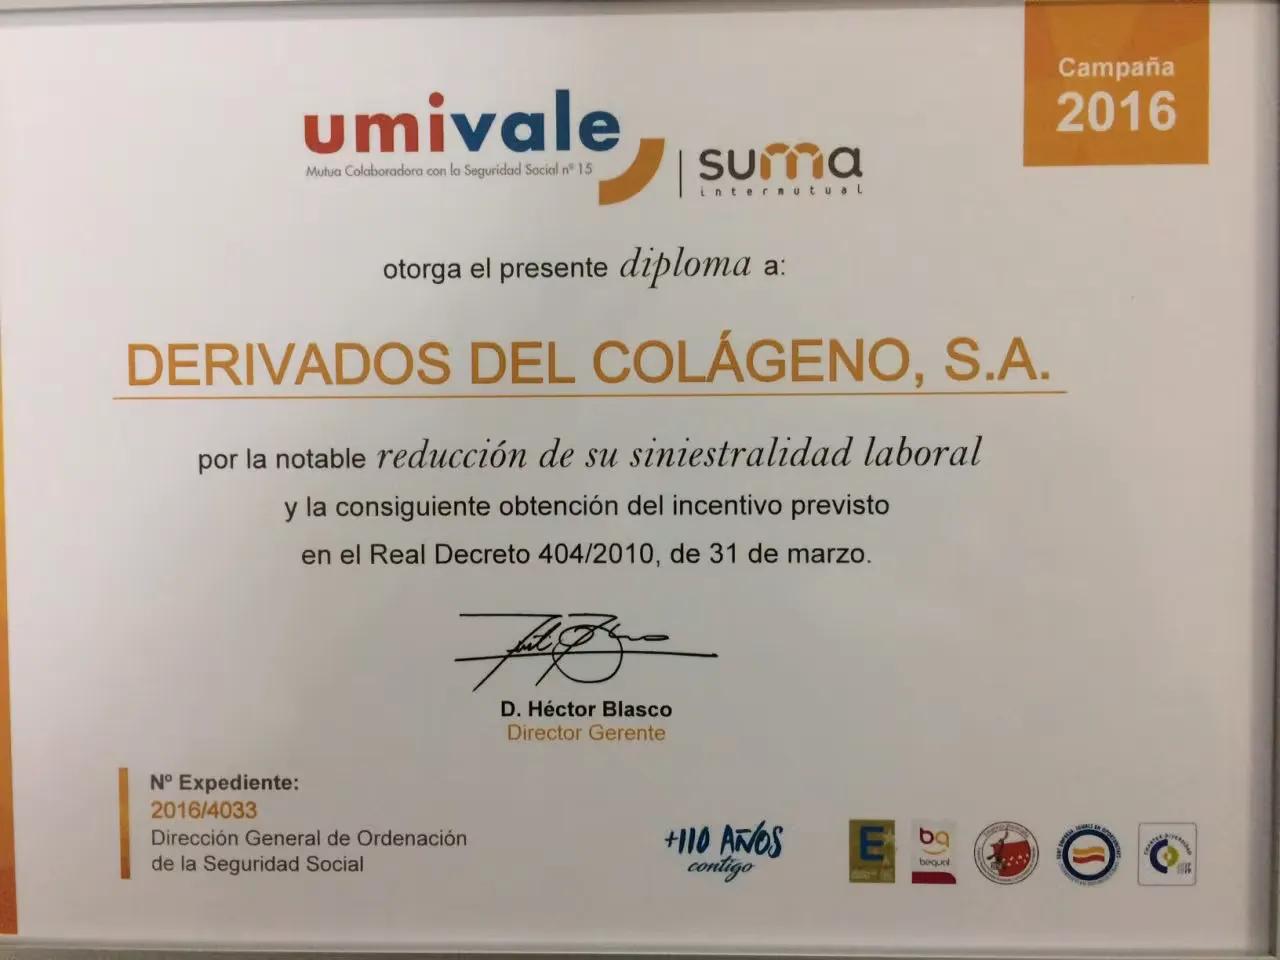 Campaña
2016
umivale
Mutua Colaboradora con la Seguridad Social nº 15
suma
intermutual
otorga el presente diploma a:
DERIVADOS DEL COLÁGENO, S.A.
por la notable reducción de su siniestralidad laboral
y la consiguiente obtención del incentivo previsto
en el Real Decreto 404/2010, de 31 de marzo.
D. Héctor Blasco
Director Gerente
Nº Expediente:
2016/4033
Dirección General de Ordenación
de la Seguridad Social
+110 AÑOS
contigo
E
bq
bequal